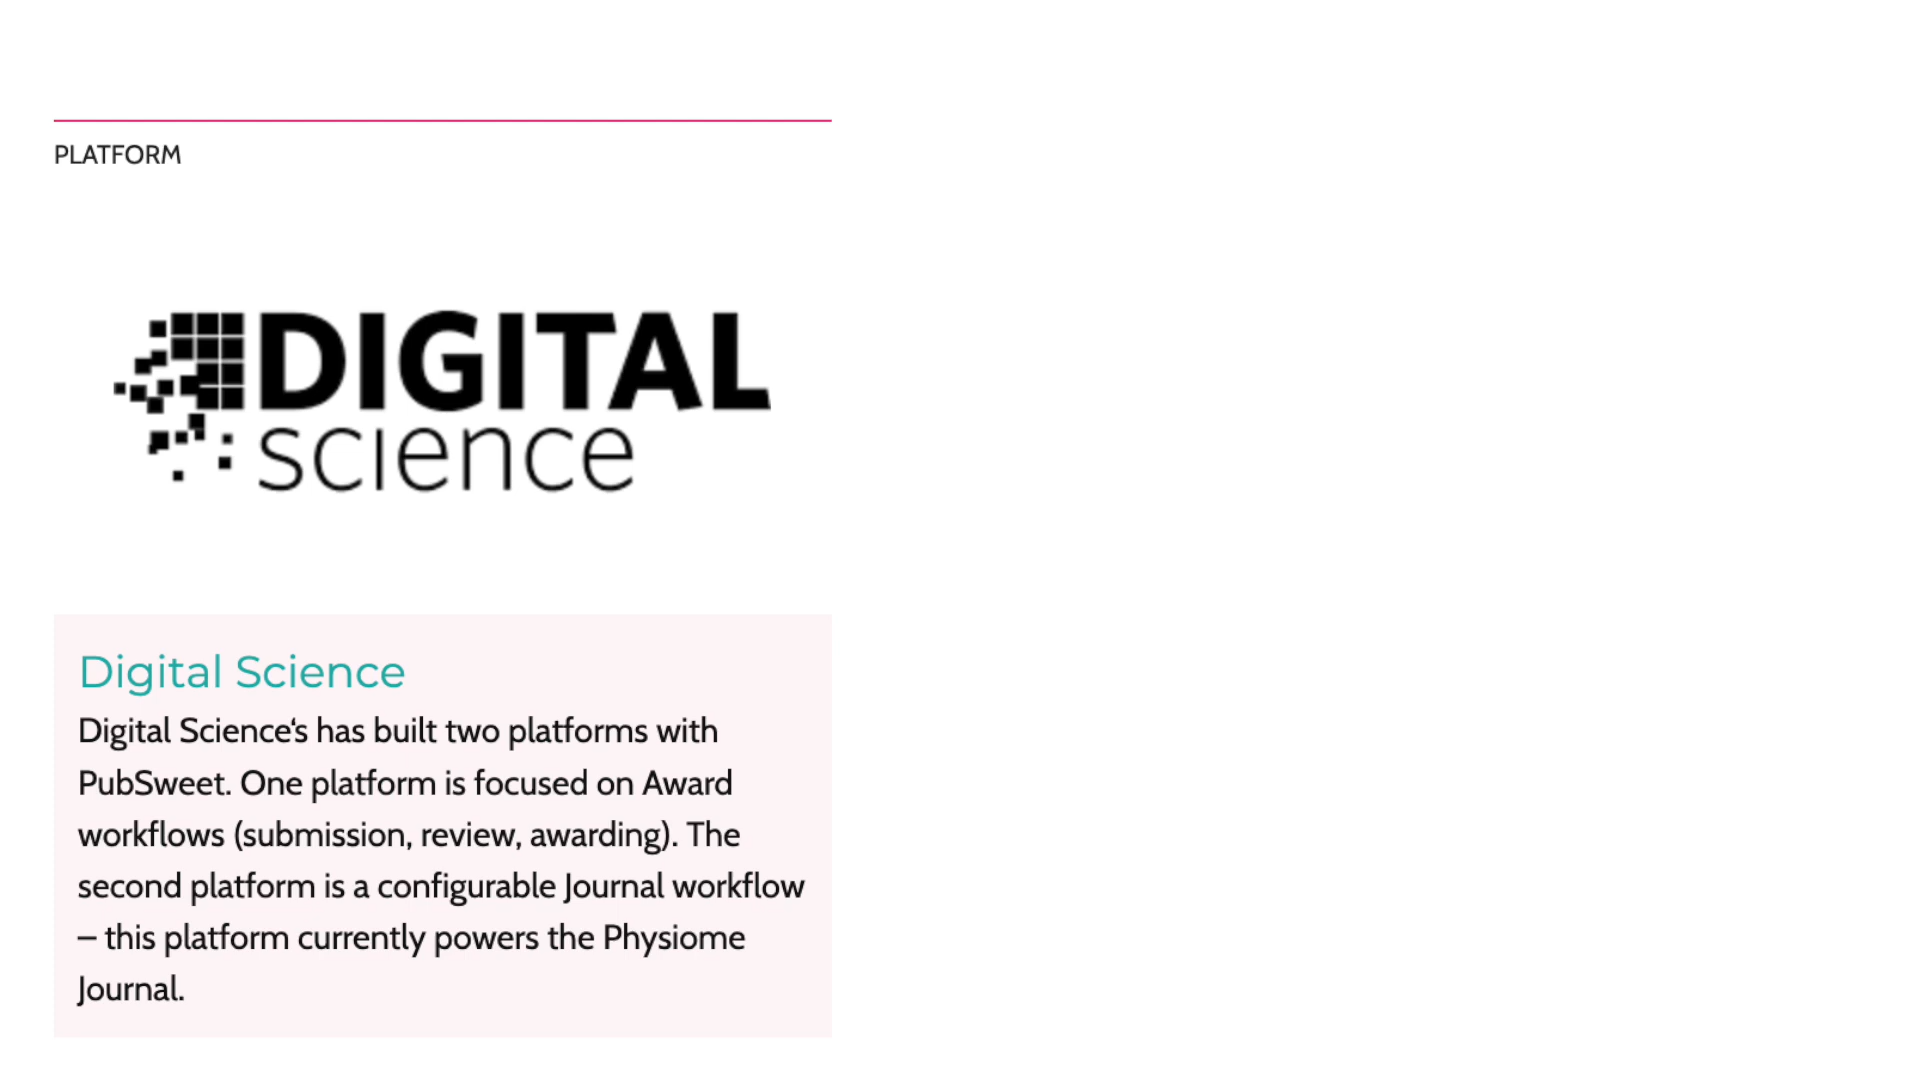 PLATFORM
DIGITAL
science
Digital Science
Digital Science‘s has built two platforms with
PubSweet. One platform is focused on Award
workflows (submission, review, awarding). The
second platform is a configurable Journal workflow
– this platform currently powers the Physiome
Journal.